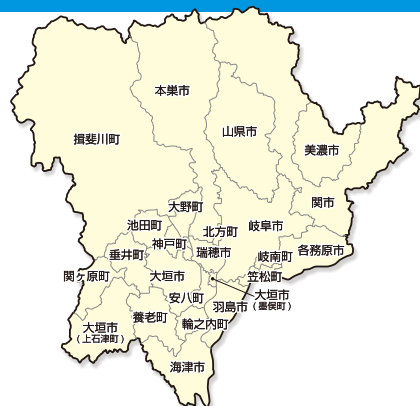 本巣市
山県市
揖斐川町
美濃市
関市
大野町
池田町
北方町
岐阜市
神戸町
瑞穂市
各務原市
垂井町
岐南町
関ヶ原町
大垣市
笠松町
安八町
羽島市
大垣市
（墨俣町）
養老町
輪之内町
大垣市
（上石津町）
海津市